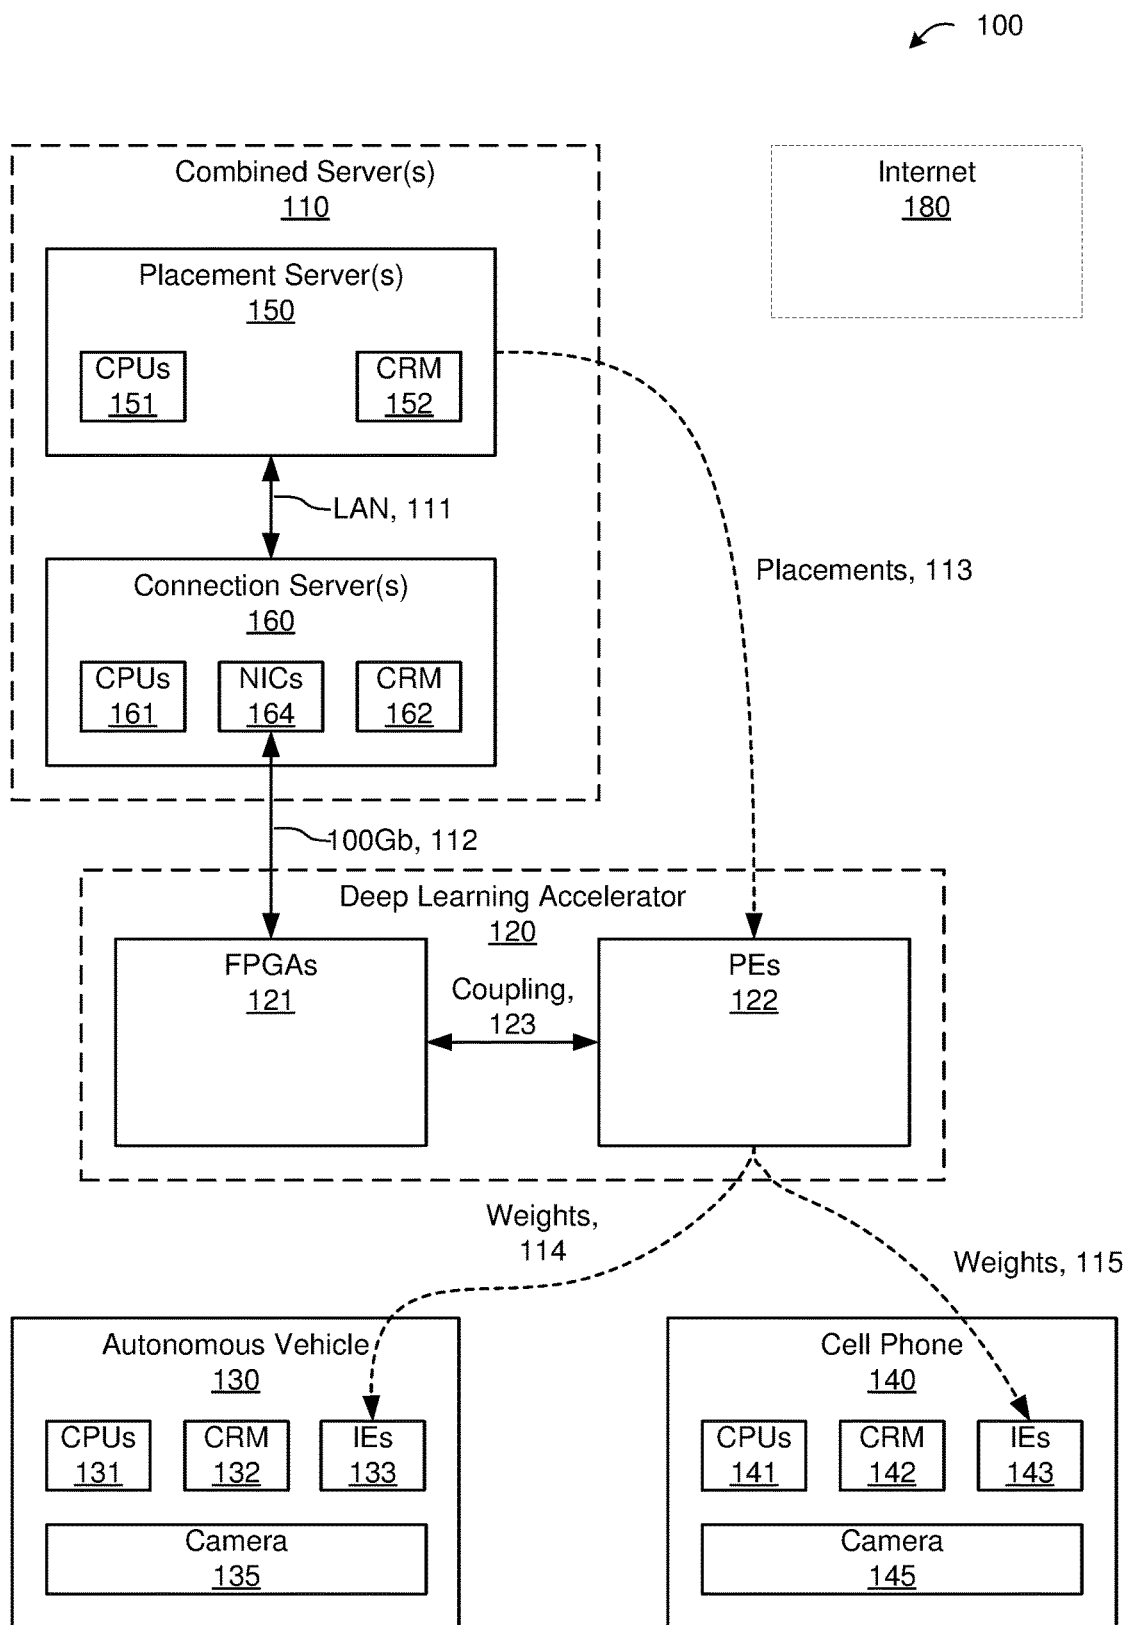 100
Combined Server(s)
110
Internet
180
Placement Server(s)
150
CPUs
151
CRM
152
LAN, 111
Placements, 113
Connection Server(s)
160
CPUs
161
NICs
164
CRM
162
100Gb, 112
Deep Learning Accelerator
120
FPGAs
121
Coupling,
123
PEs
122
Weights,
114
Weights, 115
Autonomous Vehicle
130
CPUs
131
CRM
132
IEs
133
Camera
135
Cell Phone
140
CPUs
141
CRM
142
IEs
143
Camera
145